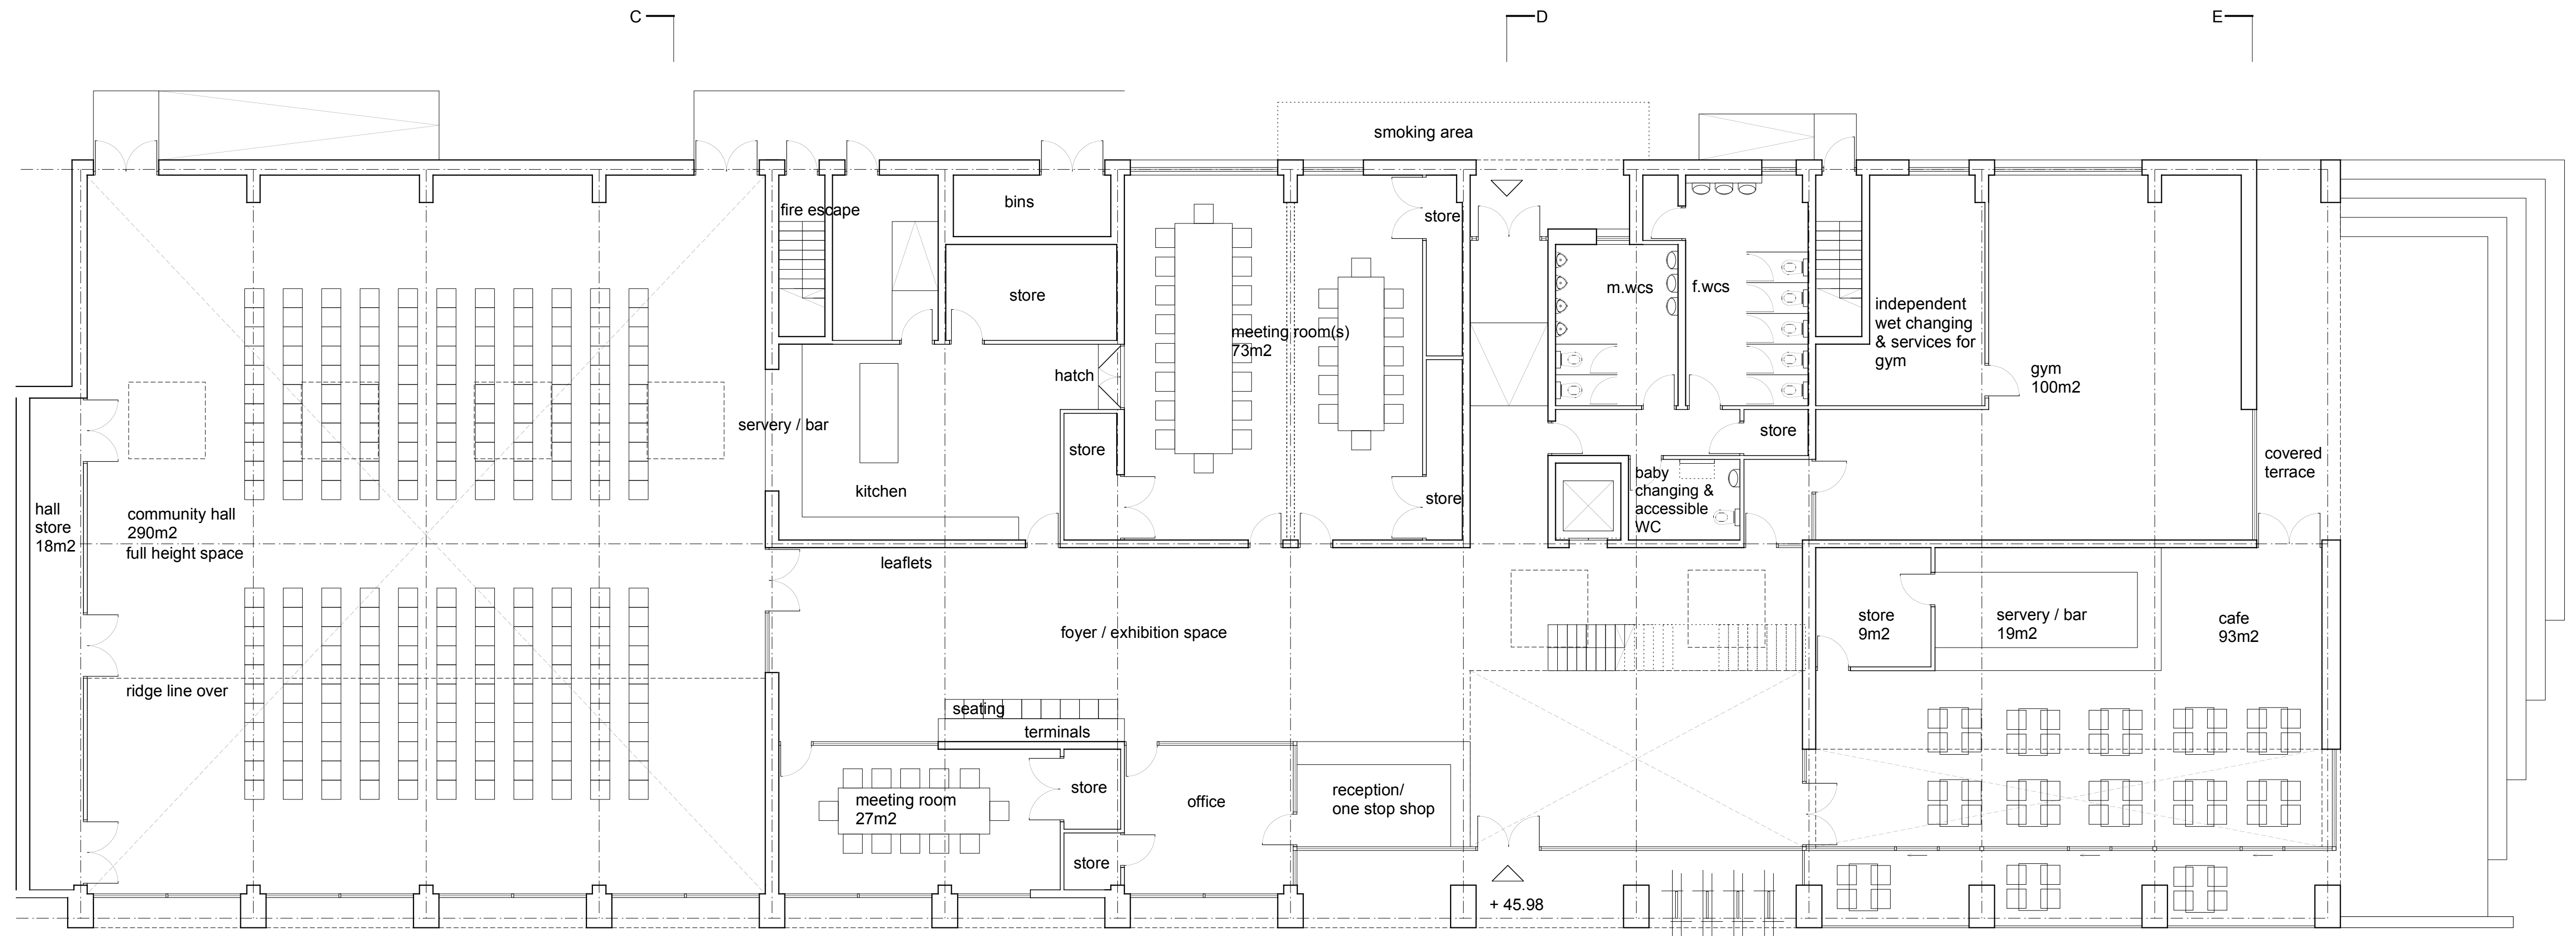 C
D
E
smoking area
fire escape
bins
store
store
m.wcs
f.wcs
independent
wet changing
& services for
gym
meeting room(s)
73m2
hatch
gym
100m2
servery / bar
store
store
kitchen
store
baby
changing &
accessible
WC
covered
terrace
hall
store
18m2
community hall
290m2
full height space
leaflets
foyer / exhibition space
store
9m2
servery / bar
19m2
cafe
93m2
ridge line over
seating
terminals
meeting room
27m2
store
office
reception/
one stop shop
store
+ 45.98